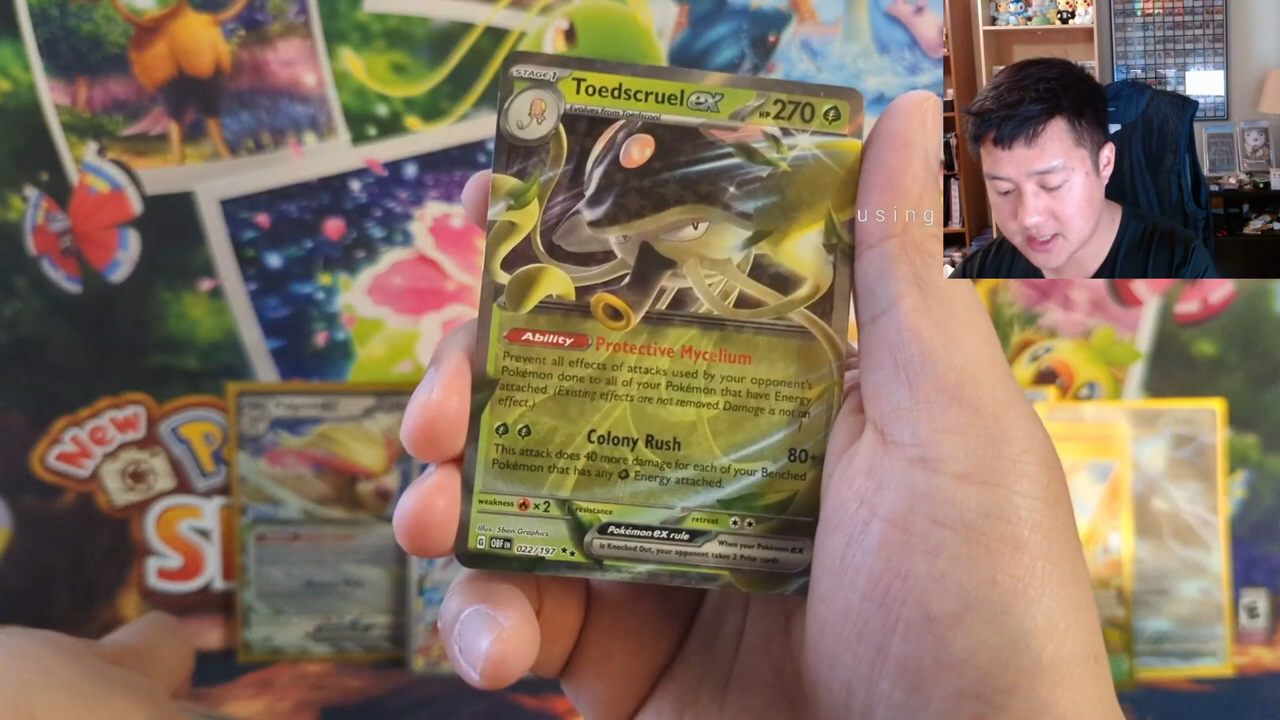 STAGE 1
Toedscruel ex HP 270
Evolves from Toedscool
using
Ability Protective Mycelium
Prevent all effects of attacks used by your opponent's
Pokémon done to all of your Pokémon that have Energy
attached. (Existing effects are not removed. Damage is not an
effect.)
Colony Rush 80+
This attack does 40 more damage for each of your Benched
Pokémon that has any Energy attached.
weakness ×2 resistance retreat
Illus. 5ban Graphics
Pokémon ex rule
When your Pokémon ex
is Knocked Out, your opponent takes 2 Prize cards.
G OBF EN 022/197
New